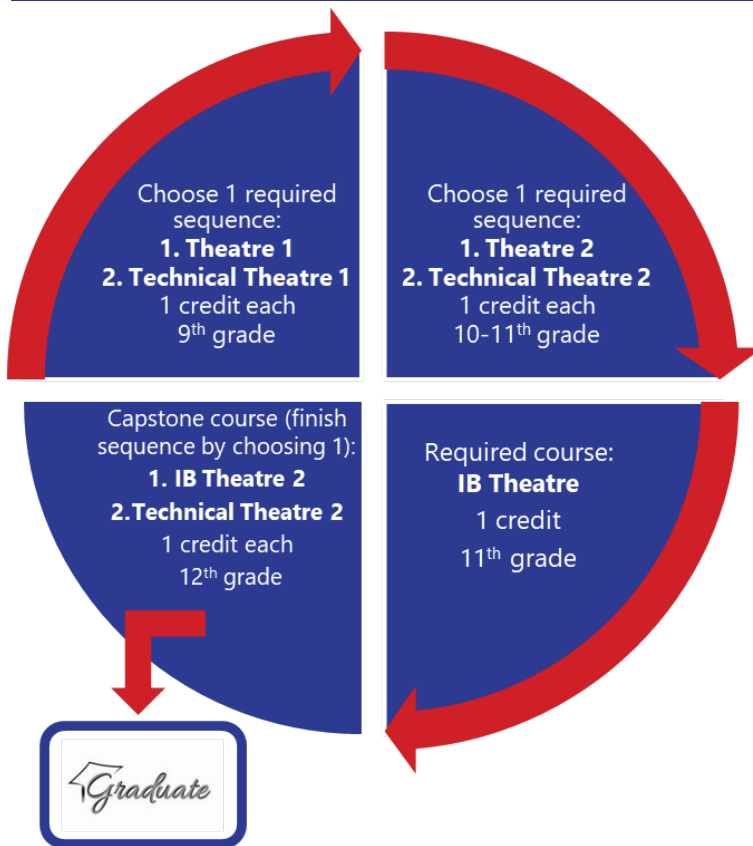 Choose 1 required
sequence:
1. Theatre 1
2. Technical Theatre 1
1 credit each
9th grade
Choose 1 required
sequence:
1. Theatre 2
2. Technical Theatre 2
1 credit each
10-11th grade
Required course:
IB Theatre
1 credit
11th grade
Capstone course (finish
sequence by choosing 1):
1. IB Theatre 2
2.Technical Theatre 2
1 credit each
12th grade
Graduate